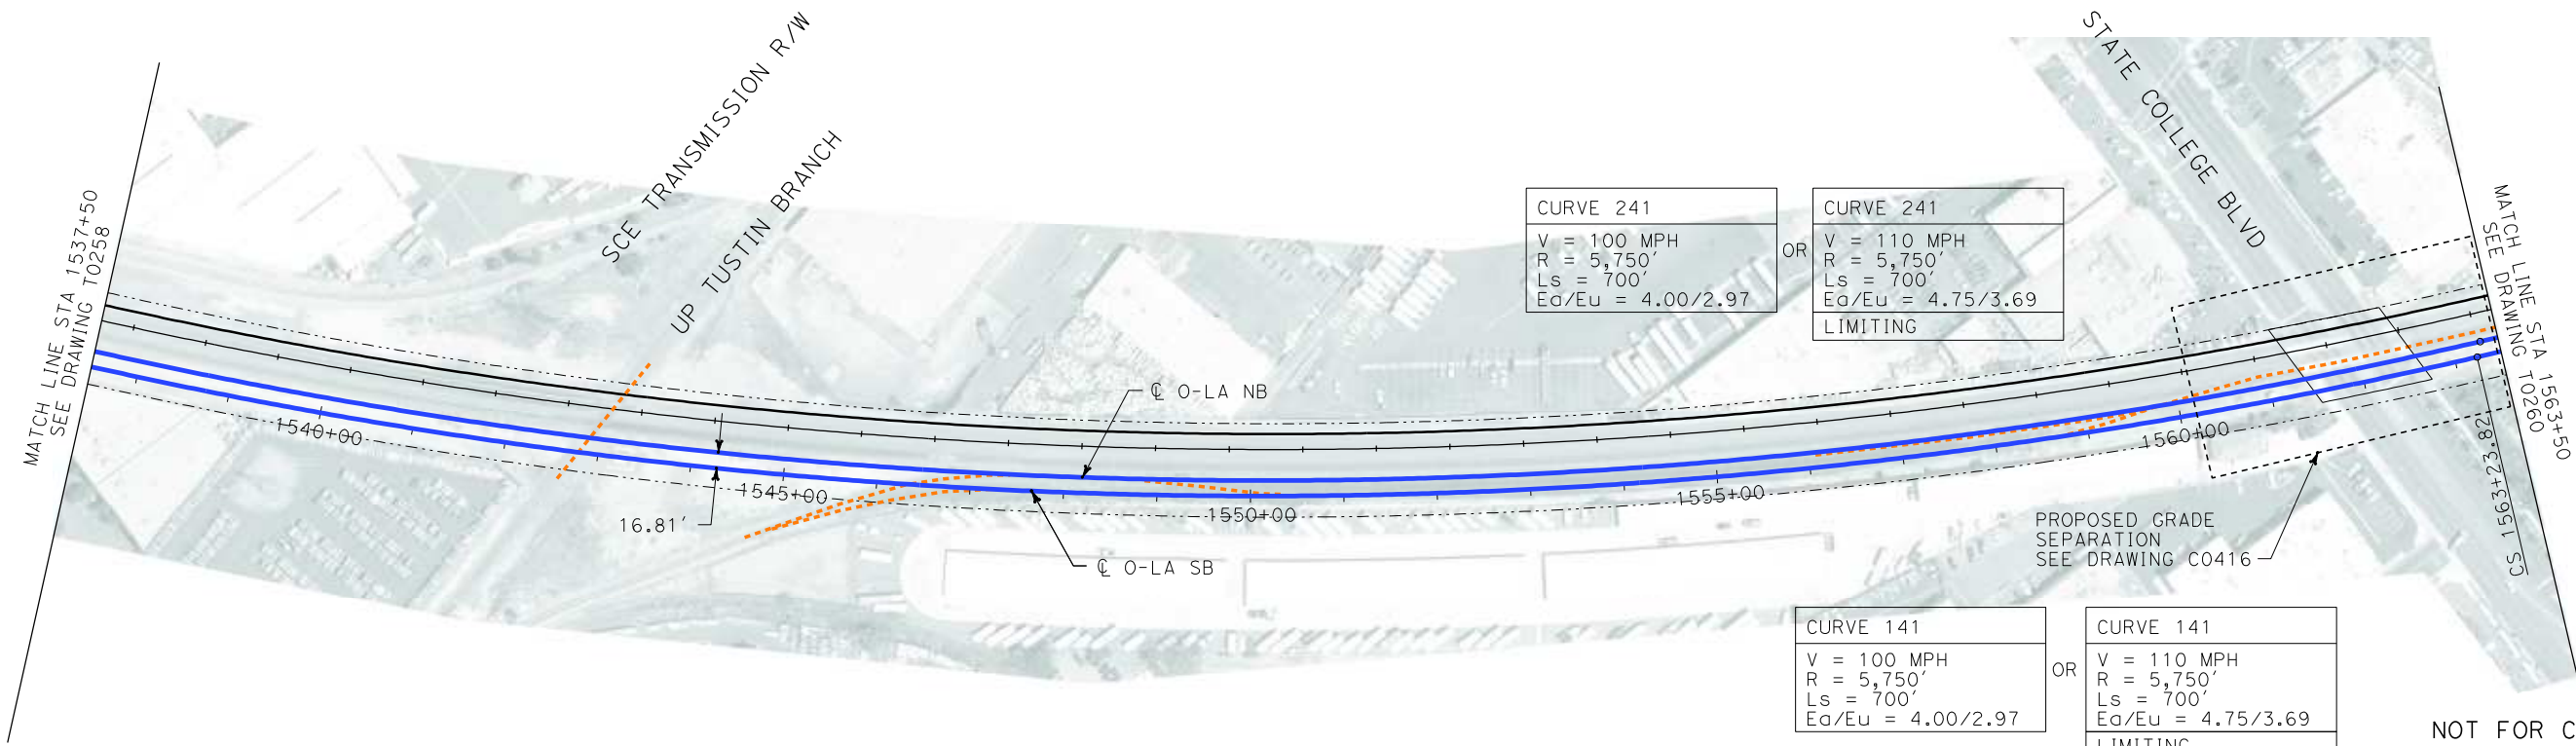 MATCH LINE STA 1537+50
SEE DRAWING T0258
SCE TRANSMISSION R/W
UP TUSTIN BRANCH
STATE COLLEGE BLVD
CURVE 241
V = 100 MPH
R = 5,750'
Ls = 700'
Ea/Eu = 4.00/2.97
OR
CURVE 241
V = 110 MPH
R = 5,750'
Ls = 700'
Ea/Eu = 4.75/3.69
LIMITING
MATCH LINE STA 1563+50
SEE DRAWING T0260
℄ O-LA NB
1540+00
1545+00
1550+00
1555+00
1560+00
16.81'
℄ O-LA SB
PROPOSED GRADE
SEPARATION
SEE DRAWING C0416
CS 1563+23.82
CURVE 141
V = 100 MPH
R = 5,750'
Ls = 700'
Ea/Eu = 4.00/2.97
OR
CURVE 141
V = 110 MPH
R = 5,750'
Ls = 700'
Ea/Eu = 4.75/3.69
LIMITING
NOT FOR C